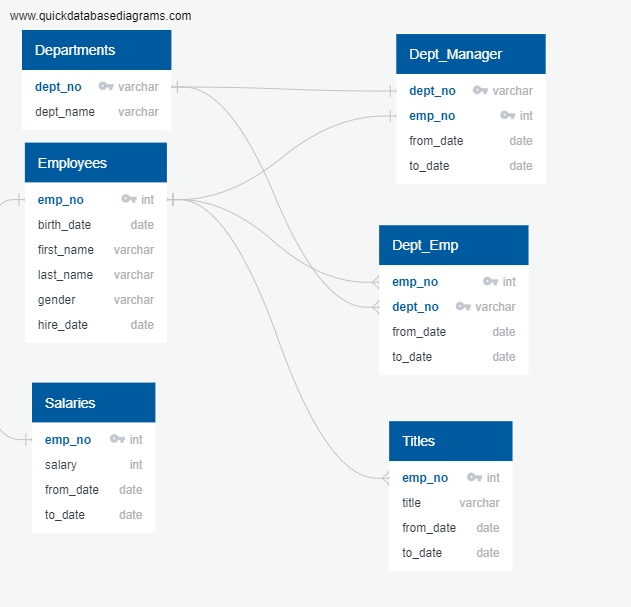 www.quickdatabasediagrams.com
Departments
dept_no varchar
dept_name varchar
Employees
emp_no int
birth_date date
first_name varchar
last_name varchar
gender varchar
hire_date date
Salaries
emp_no int
salary int
from_date date
to_date date
Dept_Manager
dept_no varchar
emp_no int
from_date date
to_date date
Dept_Emp
emp_no int
dept_no varchar
from_date date
to_date date
Titles
emp_no int
title varchar
from_date date
to_date date